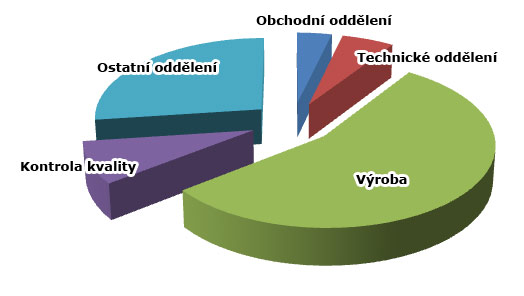 Obchodní oddělení
Technické oddělení
Ostatní oddělení
Kontrola kvality
Výroba